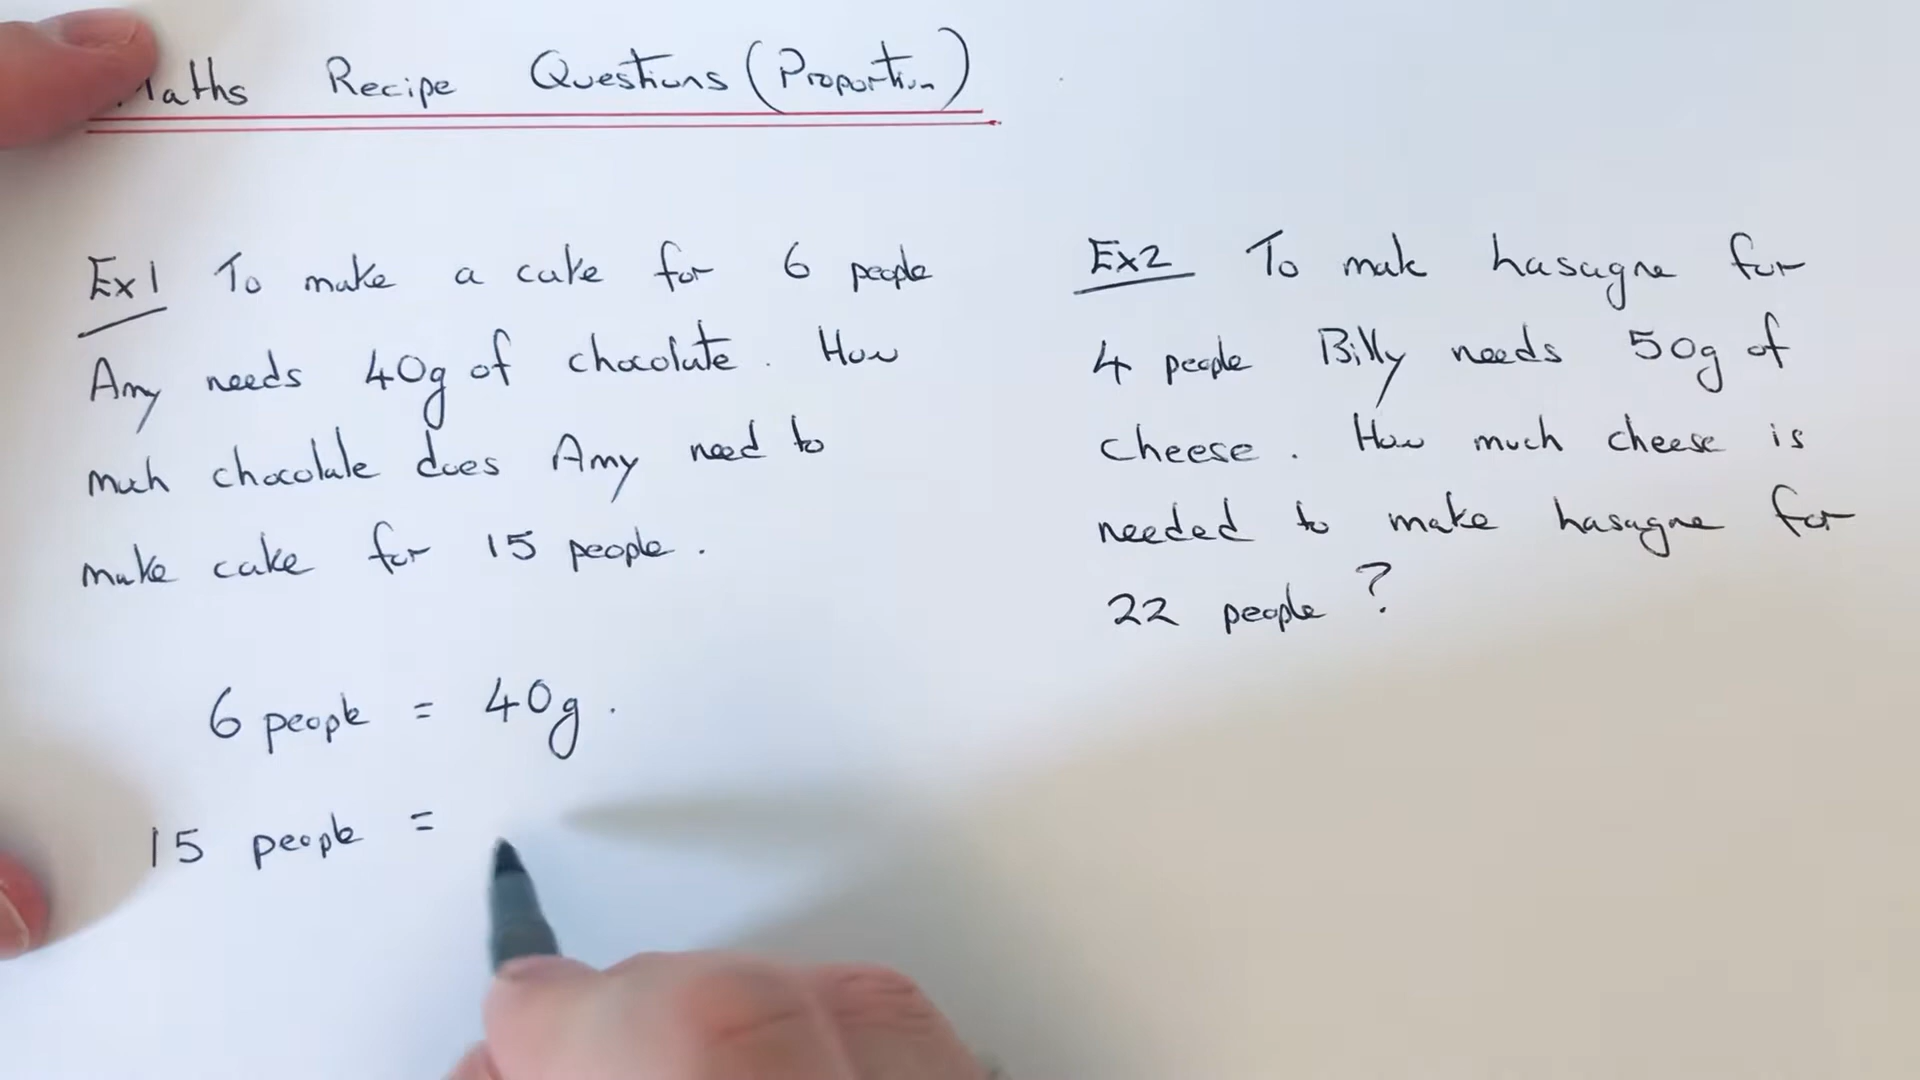 Maths Recipe Questions (Proportion)
Ex1 To make a cake for 6 people
Amy needs 40g of chocolate. How
much chocolate does Amy need to
make cake for 15 people.
6 people = 40g.
15 people =
Ex2 To make lasagne for
4 people Billy needs 50g of
cheese. How much cheese is
needed to make lasagne for
22 people?